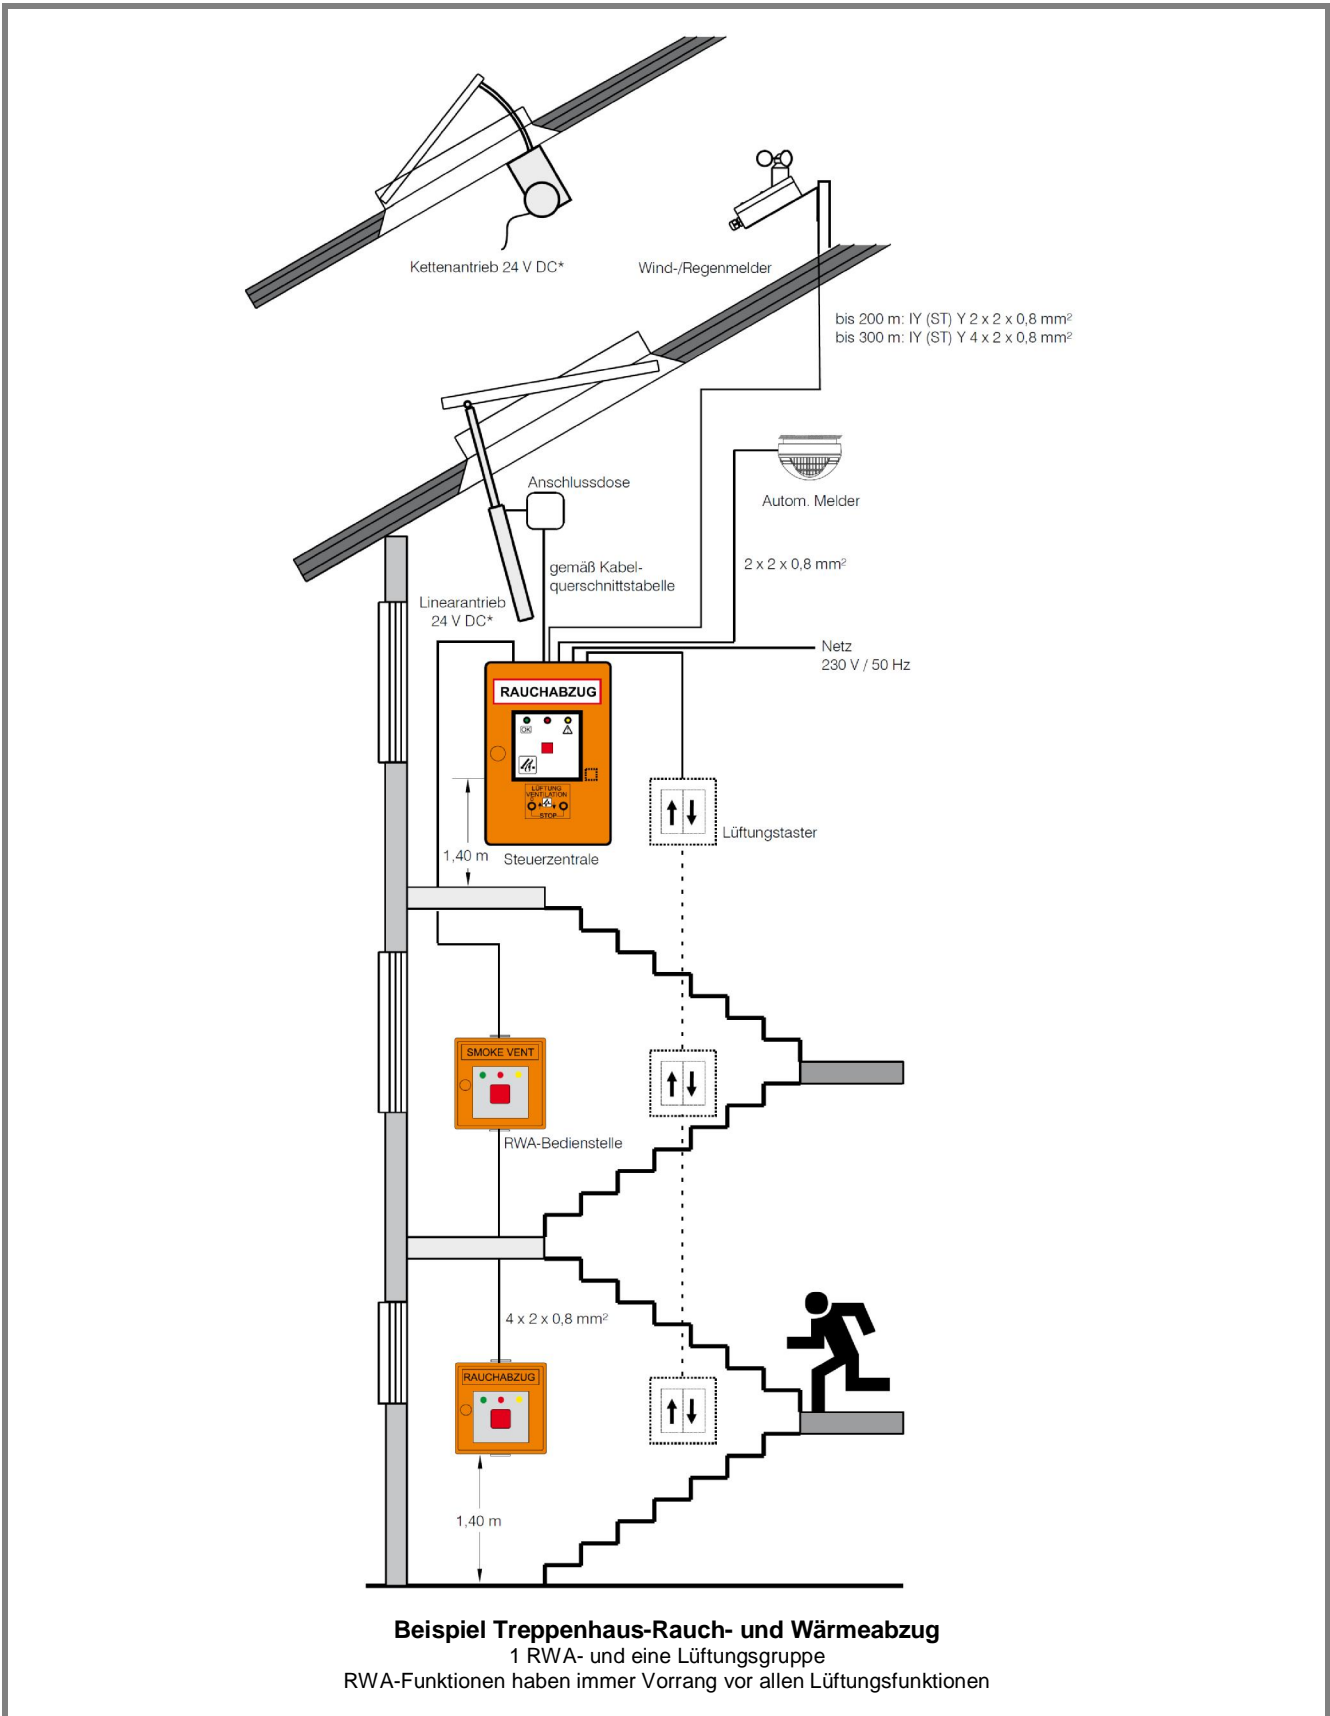 Kettenantrieb 24 V DC*
Wind-/Regenmelder
bis 200 m: IY (ST) Y 2 x 2 x 0,8 mm²
bis 300 m: IY (ST) Y 4 x 2 x 0,8 mm²
Anschlussdose
Autom. Melder
gemäß Kabel-
querschnittstabelle
2 x 2 x 0,8 mm²
Linearantrieb
24 V DC*
Netz
230 V / 50 Hz
RAUCHABZUG
OK
LÜFTUNG
VENTILATION
STOP
Lüftungstaster
1,40 m
Steuerzentrale
SMOKE VENT
RWA-Bedienstelle
4 x 2 x 0,8 mm²
RAUCHABZUG
1,40 m
Beispiel Treppenhaus-Rauch- und Wärmeabzug
1 RWA- und eine Lüftungsgruppe
RWA-Funktionen haben immer Vorrang vor allen Lüftungsfunktionen